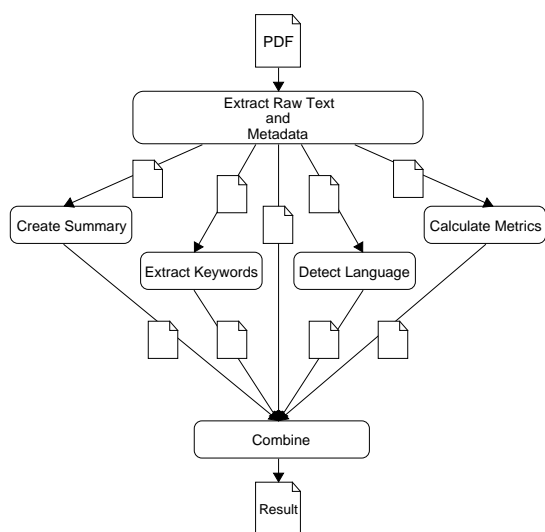 PDF
Extract Raw Text
and
Metadata
Create Summary
Calculate Metrics
Extract Keywords
Detect Language
Combine
Result